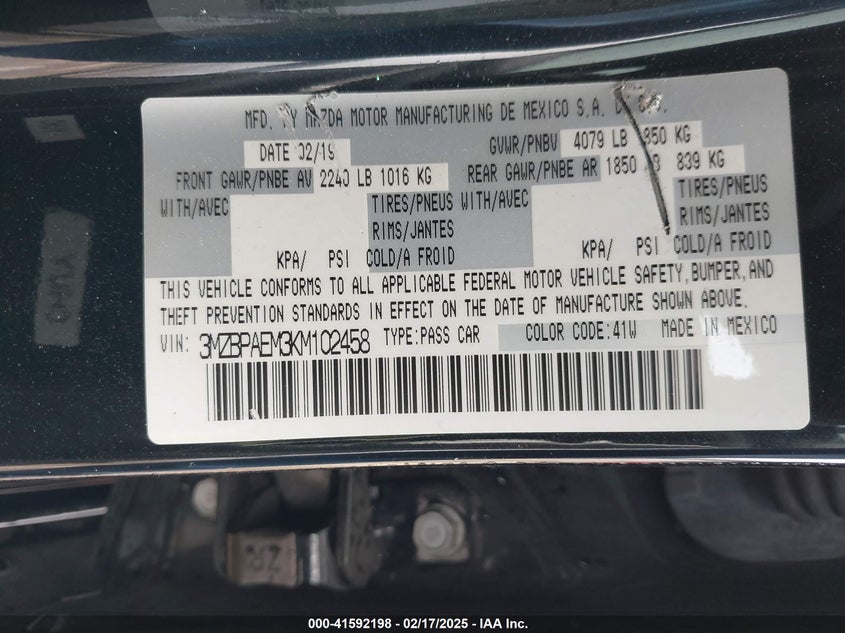 MFD. BY MAZDA MOTOR MANUFACTURING DE MEXICO S.A. DE C.V.
DATE 02/19 GVWR/PNBV 4079 LB 1850 KG
FRONT GAWR/PNBE AV 2240 LB 1016 KG REAR GAWR/PNBE AR 1850 LB 839 KG
WITH/AVEC TIRES/PNEUS WITH/AVEC TIRES/PNEUS
RIMS/JANTES RIMS/JANTES
KPA/ PSI COLD/A FROID KPA/ PSI COLD/A FROID
THIS VEHICLE CONFORMS TO ALL APPLICABLE FEDERAL MOTOR VEHICLE SAFETY, BUMPER, AND
THEFT PREVENTION STANDARDS IN EFFECT ON THE DATE OF MANUFACTURE SHOWN ABOVE.
VIN: 3MZBPAEM3KM102458 TYPE:PASS CAR COLOR CODE:41W MADE IN MEXICO
000-41592198 - 02/17/2025 - IAA Inc.